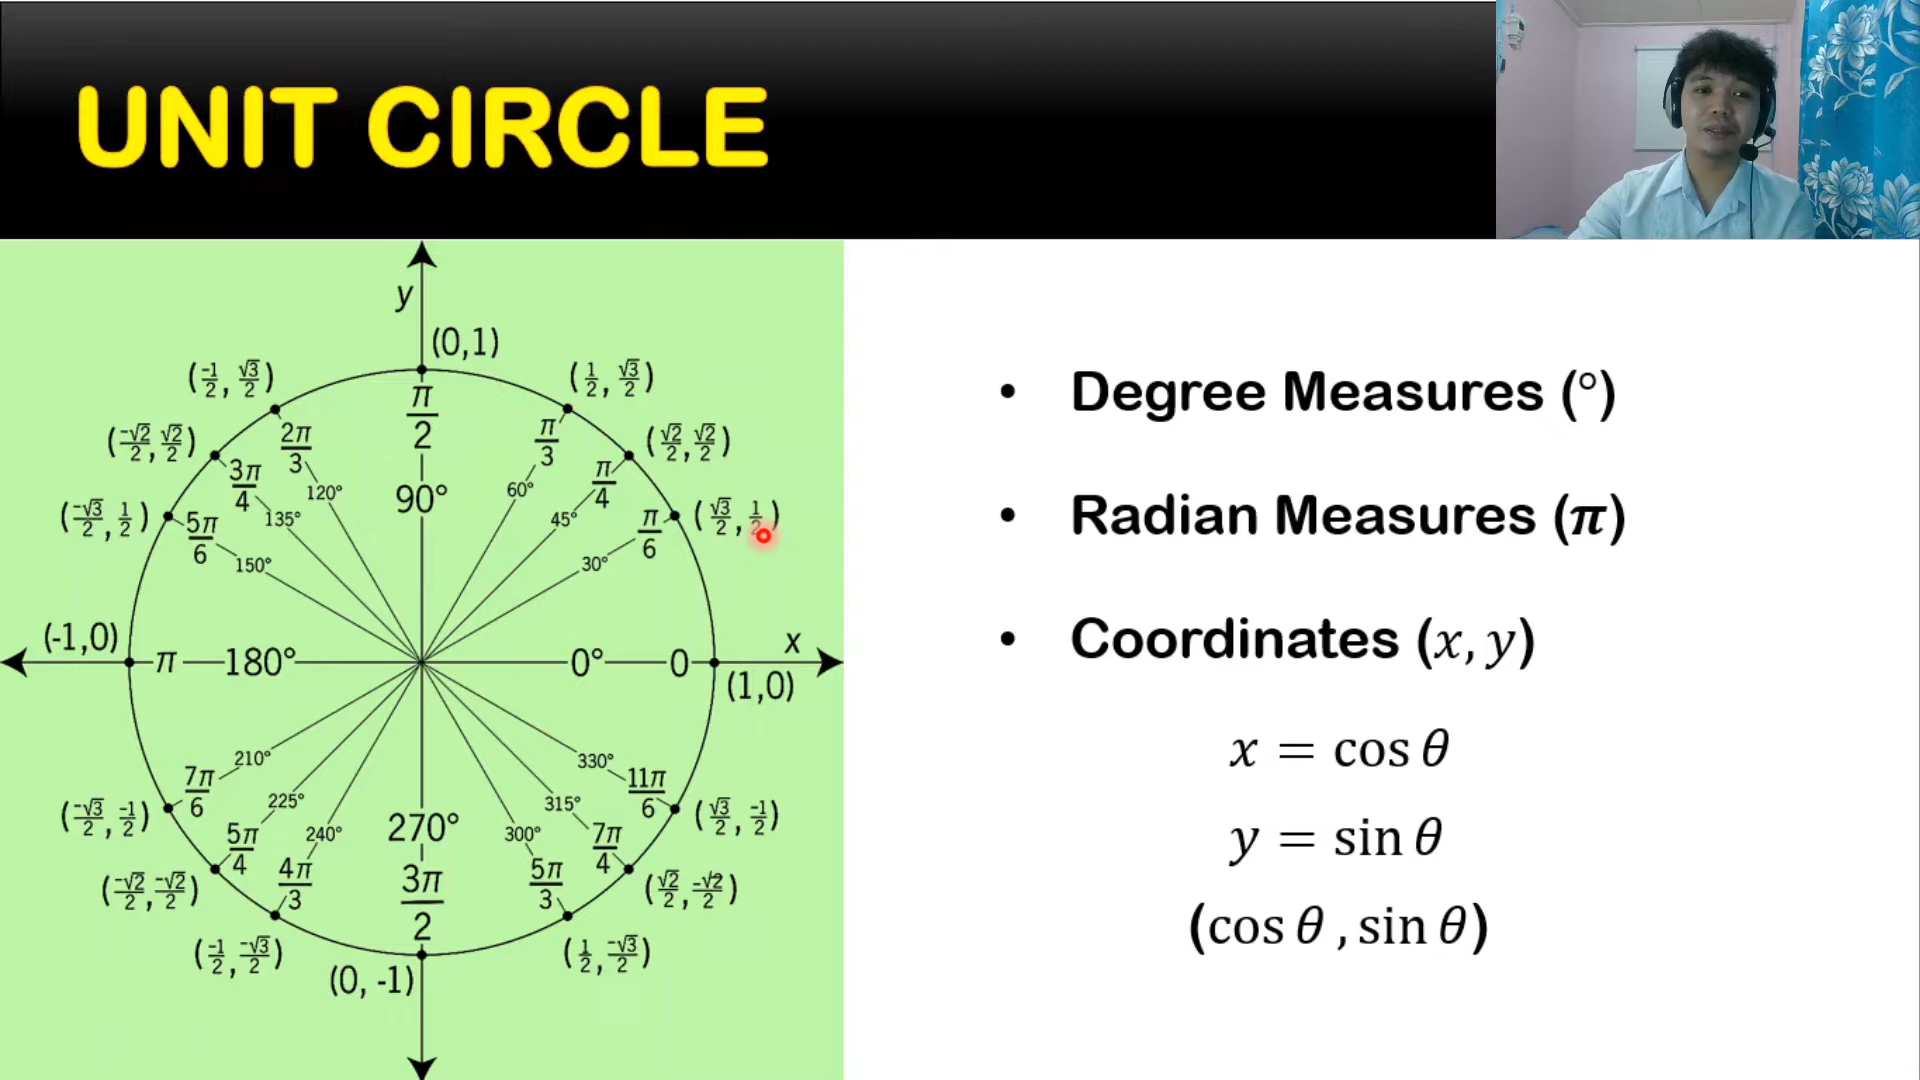 UNIT CIRCLE
y
(0,1)
(-1/2, √3/2)
(1/2, √3/2)
π/2
(-√2/2, √2/2)
2π/3
π/3
(√2/2, √2/2)
3π/4
120°
90°
60°
π/4
(-√3/2, 1/2)
5π/6
135°
45°
π/6
(√3/2, 1/2)
150°
30°
(-1,0)
x
π
180°
0°
0
(1,0)
210°
330°
7π/6
225°
315°
11π/6
(-√3/2, -1/2)
(√3/2, -1/2)
5π/4
240°
270°
300°
7π/4
(-√2/2, -√2/2)
4π/3
3π/2
5π/3
(√2/2, -√2/2)
(-1/2, -√3/2)
(1/2, -√3/2)
(0, -1)
• Degree Measures (°)
• Radian Measures (π)
• Coordinates (x, y)
x = cos θ
y = sin θ
(cos θ , sin θ)